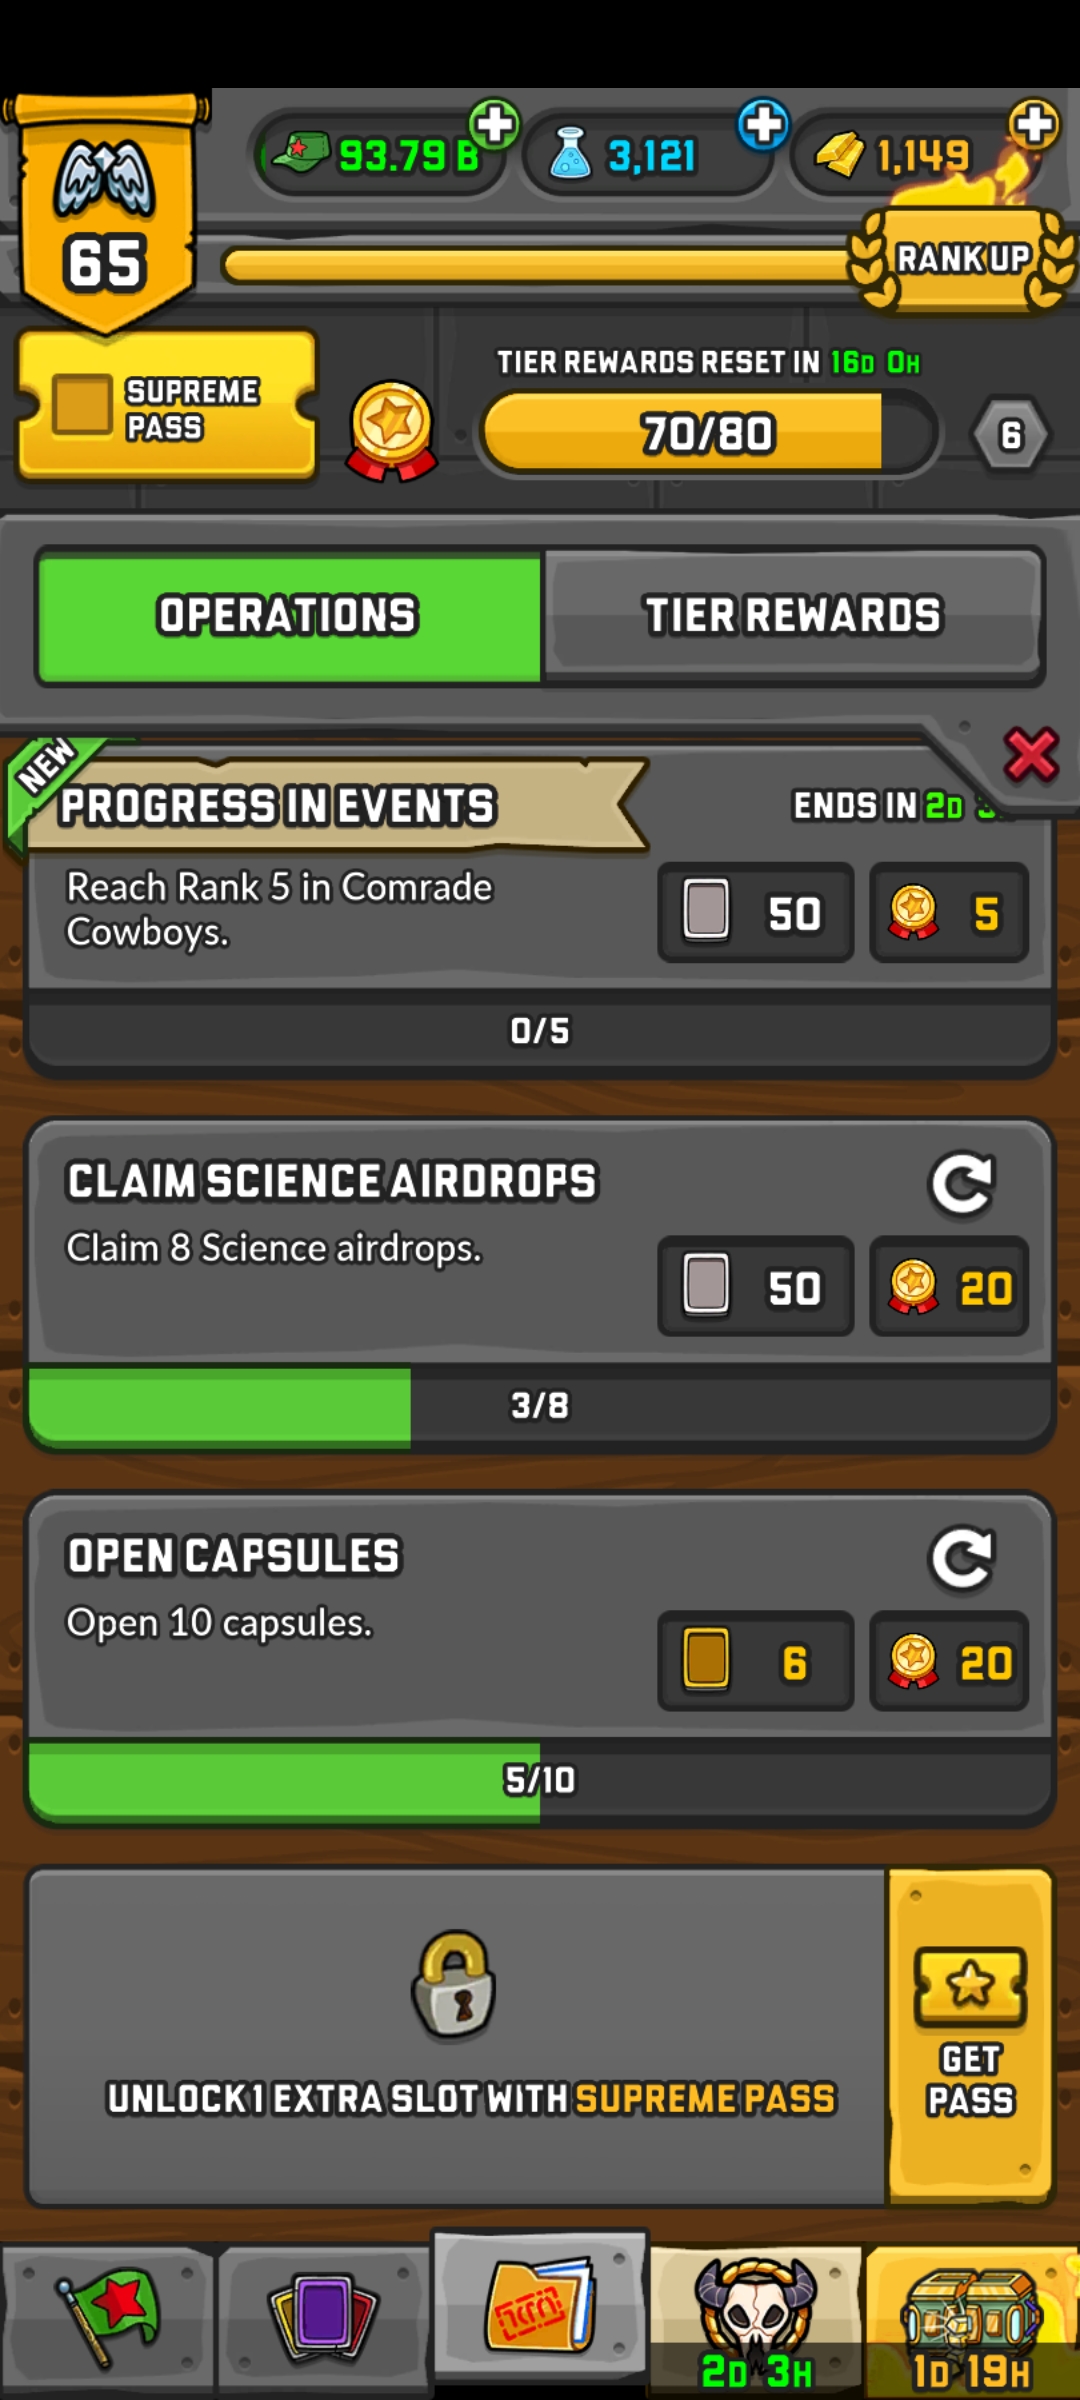 93.79 B
3,121
1,149
65
RANK UP
SUPREME
PASS
TIER REWARDS RESET IN 16D 0H
70/80
6
OPERATIONS
TIER REWARDS
NEW
PROGRESS IN EVENTS
ENDS IN 2D
Reach Rank 5 in Comrade
Cowboys.
50
5
0/5
CLAIM SCIENCE AIRDROPS
Claim 8 Science airdrops.
50
20
3/8
OPEN CAPSULES
Open 10 capsules.
6
20
5/10
UNLOCK 1 EXTRA SLOT WITH SUPREME PASS
GET
PASS
2D 3H
1D 19H